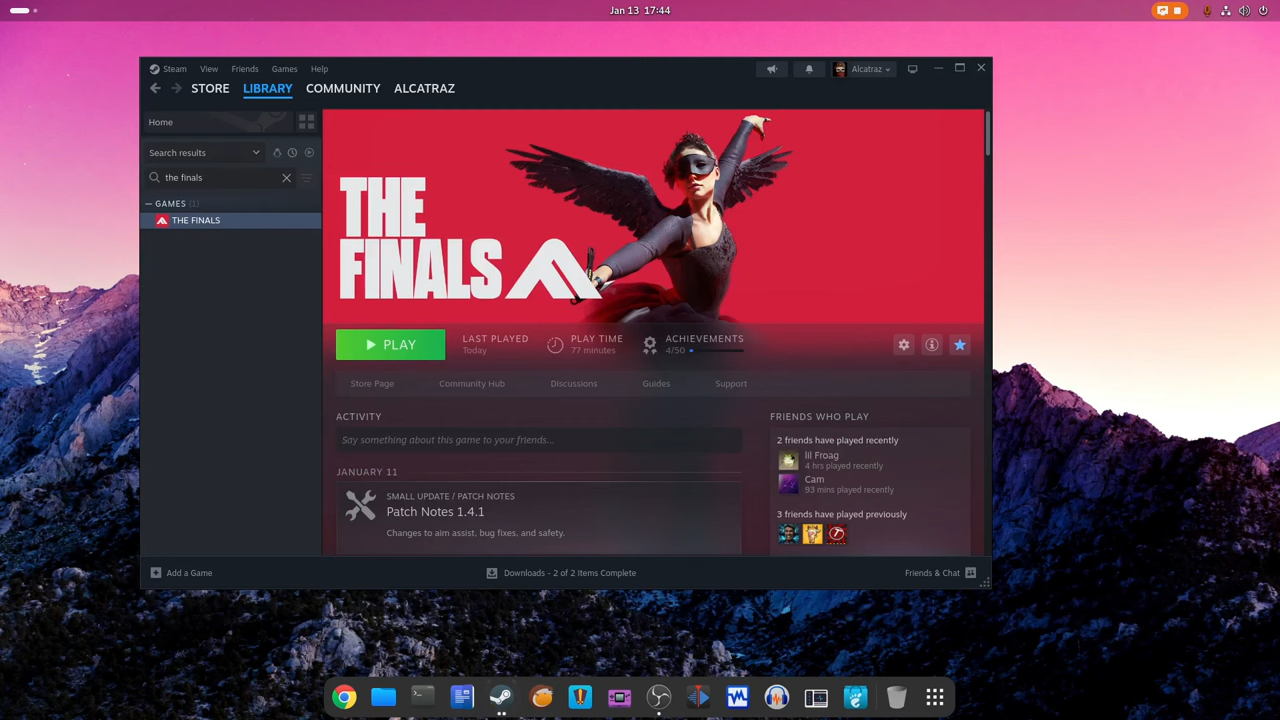 Jan 13 17:44
Steam View Friends Games Help
Alcatraz
STORE LIBRARY COMMUNITY ALCATRAZ
Home
Search results
the finals
GAMES (1)
THE FINALS
THE
FINALS
PLAY
LAST PLAYED
Today
PLAY TIME
77 minutes
ACHIEVEMENTS
4/50
Store Page Community Hub Discussions Guides Support
ACTIVITY
Say something about this game to your friends...
JANUARY 11
SMALL UPDATE / PATCH NOTES
Patch Notes 1.4.1
Changes to aim assist, bug fixes, and safety.
FRIENDS WHO PLAY
2 friends have played recently
lil Froag
4 hrs played recently
Cam
93 mins played recently
3 friends have played previously
Add a Game
Downloads - 2 of 2 Items Complete
Friends & Chat